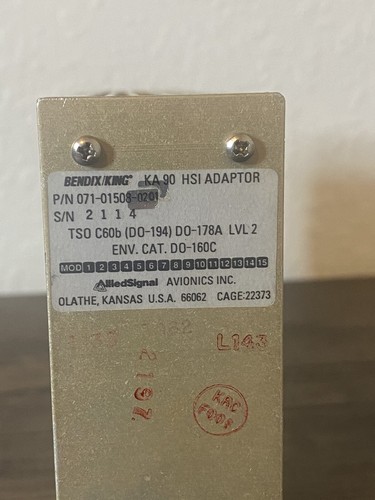 BENDIX/KING® KA 90 HSI ADAPTOR
P/N 071-01508-0201
S/N 2114
TSO C60b (DO-194) DO-178A LVL 2
ENV. CAT. DO-160C
MOD 1 2 3 4 5 6 7 8 9 10 11 12 13 14 15
AlliedSignal AVIONICS INC.
OLATHE, KANSAS U.S.A. 66062 CAGE:22373
L143
KAC